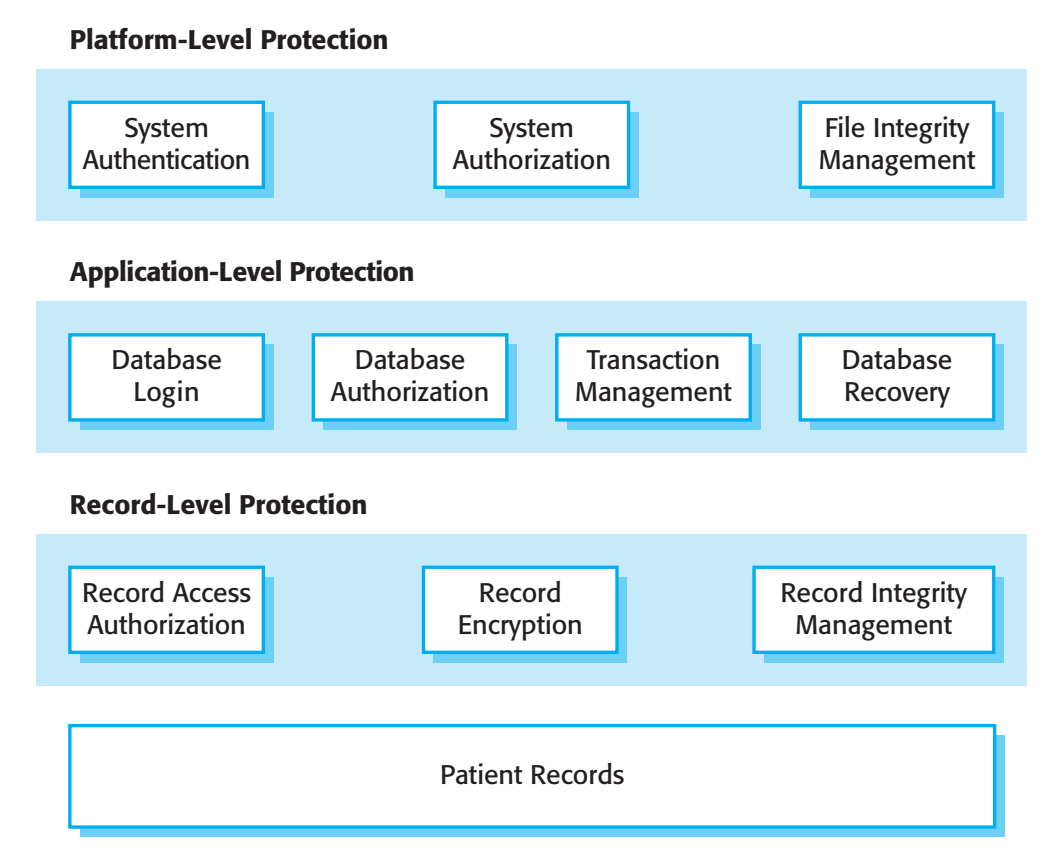 Platform-Level Protection
System
Authentication
System
Authorization
File Integrity
Management
Application-Level Protection
Database
Login
Database
Authorization
Transaction
Management
Database
Recovery
Record-Level Protection
Record Access
Authorization
Record
Encryption
Record Integrity
Management
Patient Records